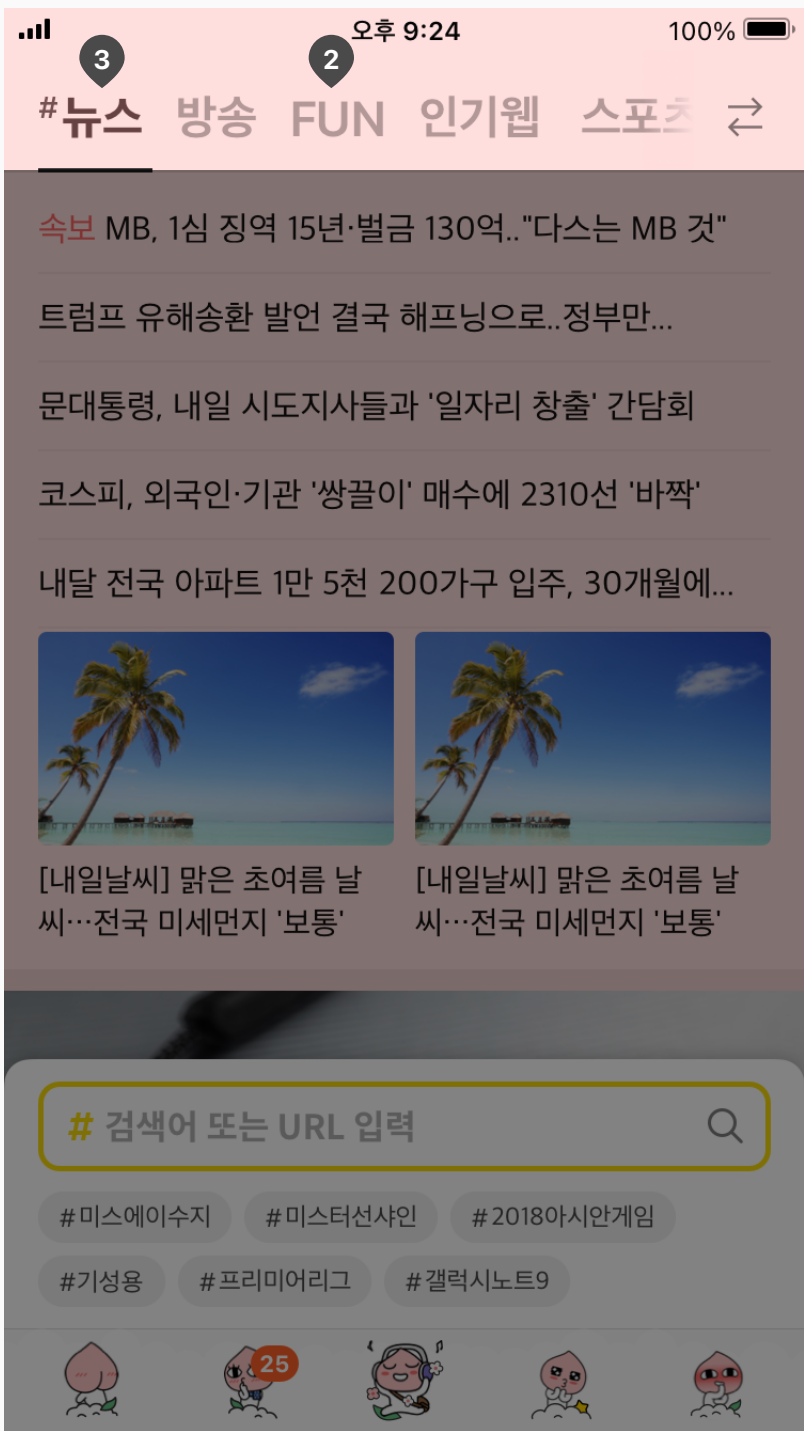 오후 9:24
100%
3
2
#뉴스 방송 FUN 인기웹 스포츠
속보 MB, 1심 징역 15년·벌금 130억.."다스는 MB 것"
트럼프 유해송환 발언 결국 해프닝으로..정부만...
문대통령, 내일 시도지사들과 '일자리 창출' 간담회
코스피, 외국인·기관 '쌍끌이' 매수에 2310선 '바짝'
내달 전국 아파트 1만 5천 200가구 입주, 30개월에...
[내일날씨] 맑은 초여름 날
씨⋯전국 미세먼지 '보통'
[내일날씨] 맑은 초여름 날
씨⋯전국 미세먼지 '보통'
# 검색어 또는 URL 입력
#미스에이수지 #미스터선샤인 #2018아시안게임
#기성용 #프리미어리그 #갤럭시노트9
25